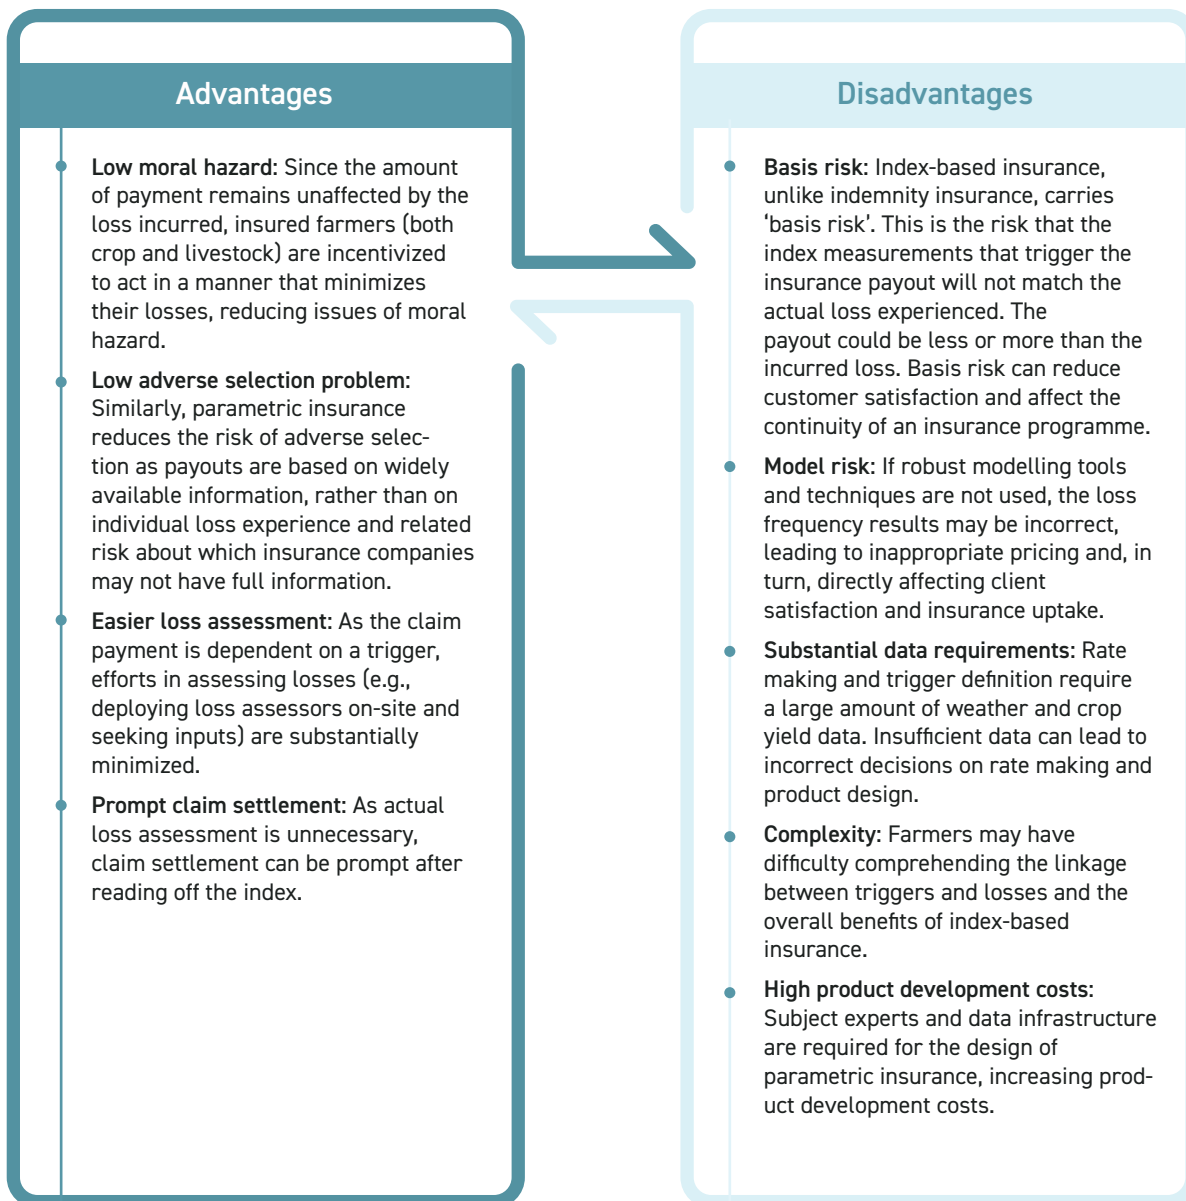 Advantages
Low moral hazard: Since the amount
of payment remains unaffected by the
loss incurred, insured farmers (both
crop and livestock) are incentivized
to act in a manner that minimizes
their losses, reducing issues of moral
hazard.
Low adverse selection problem:
Similarly, parametric insurance
reduces the risk of adverse selec-
tion as payouts are based on widely
available information, rather than on
individual loss experience and related
risk about which insurance companies
may not have full information.
Easier loss assessment: As the claim
payment is dependent on a trigger,
efforts in assessing losses (e.g.,
deploying loss assessors on-site and
seeking inputs) are substantially
minimized.
Prompt claim settlement: As actual
loss assessment is unnecessary,
claim settlement can be prompt after
reading off the index.
Disadvantages
Basis risk: Index-based insurance,
unlike indemnity insurance, carries
‘basis risk’. This is the risk that the
index measurements that trigger the
insurance payout will not match the
actual loss experienced. The
payout could be less or more than the
incurred loss. Basis risk can reduce
customer satisfaction and affect the
continuity of an insurance programme.
Model risk: If robust modelling tools
and techniques are not used, the loss
frequency results may be incorrect,
leading to inappropriate pricing and, in
turn, directly affecting client
satisfaction and insurance uptake.
Substantial data requirements: Rate
making and trigger definition require
a large amount of weather and crop
yield data. Insufficient data can lead to
incorrect decisions on rate making and
product design.
Complexity: Farmers may have
difficulty comprehending the linkage
between triggers and losses and the
overall benefits of index-based
insurance.
High product development costs:
Subject experts and data infrastructure
are required for the design of
parametric insurance, increasing prod-
uct development costs.